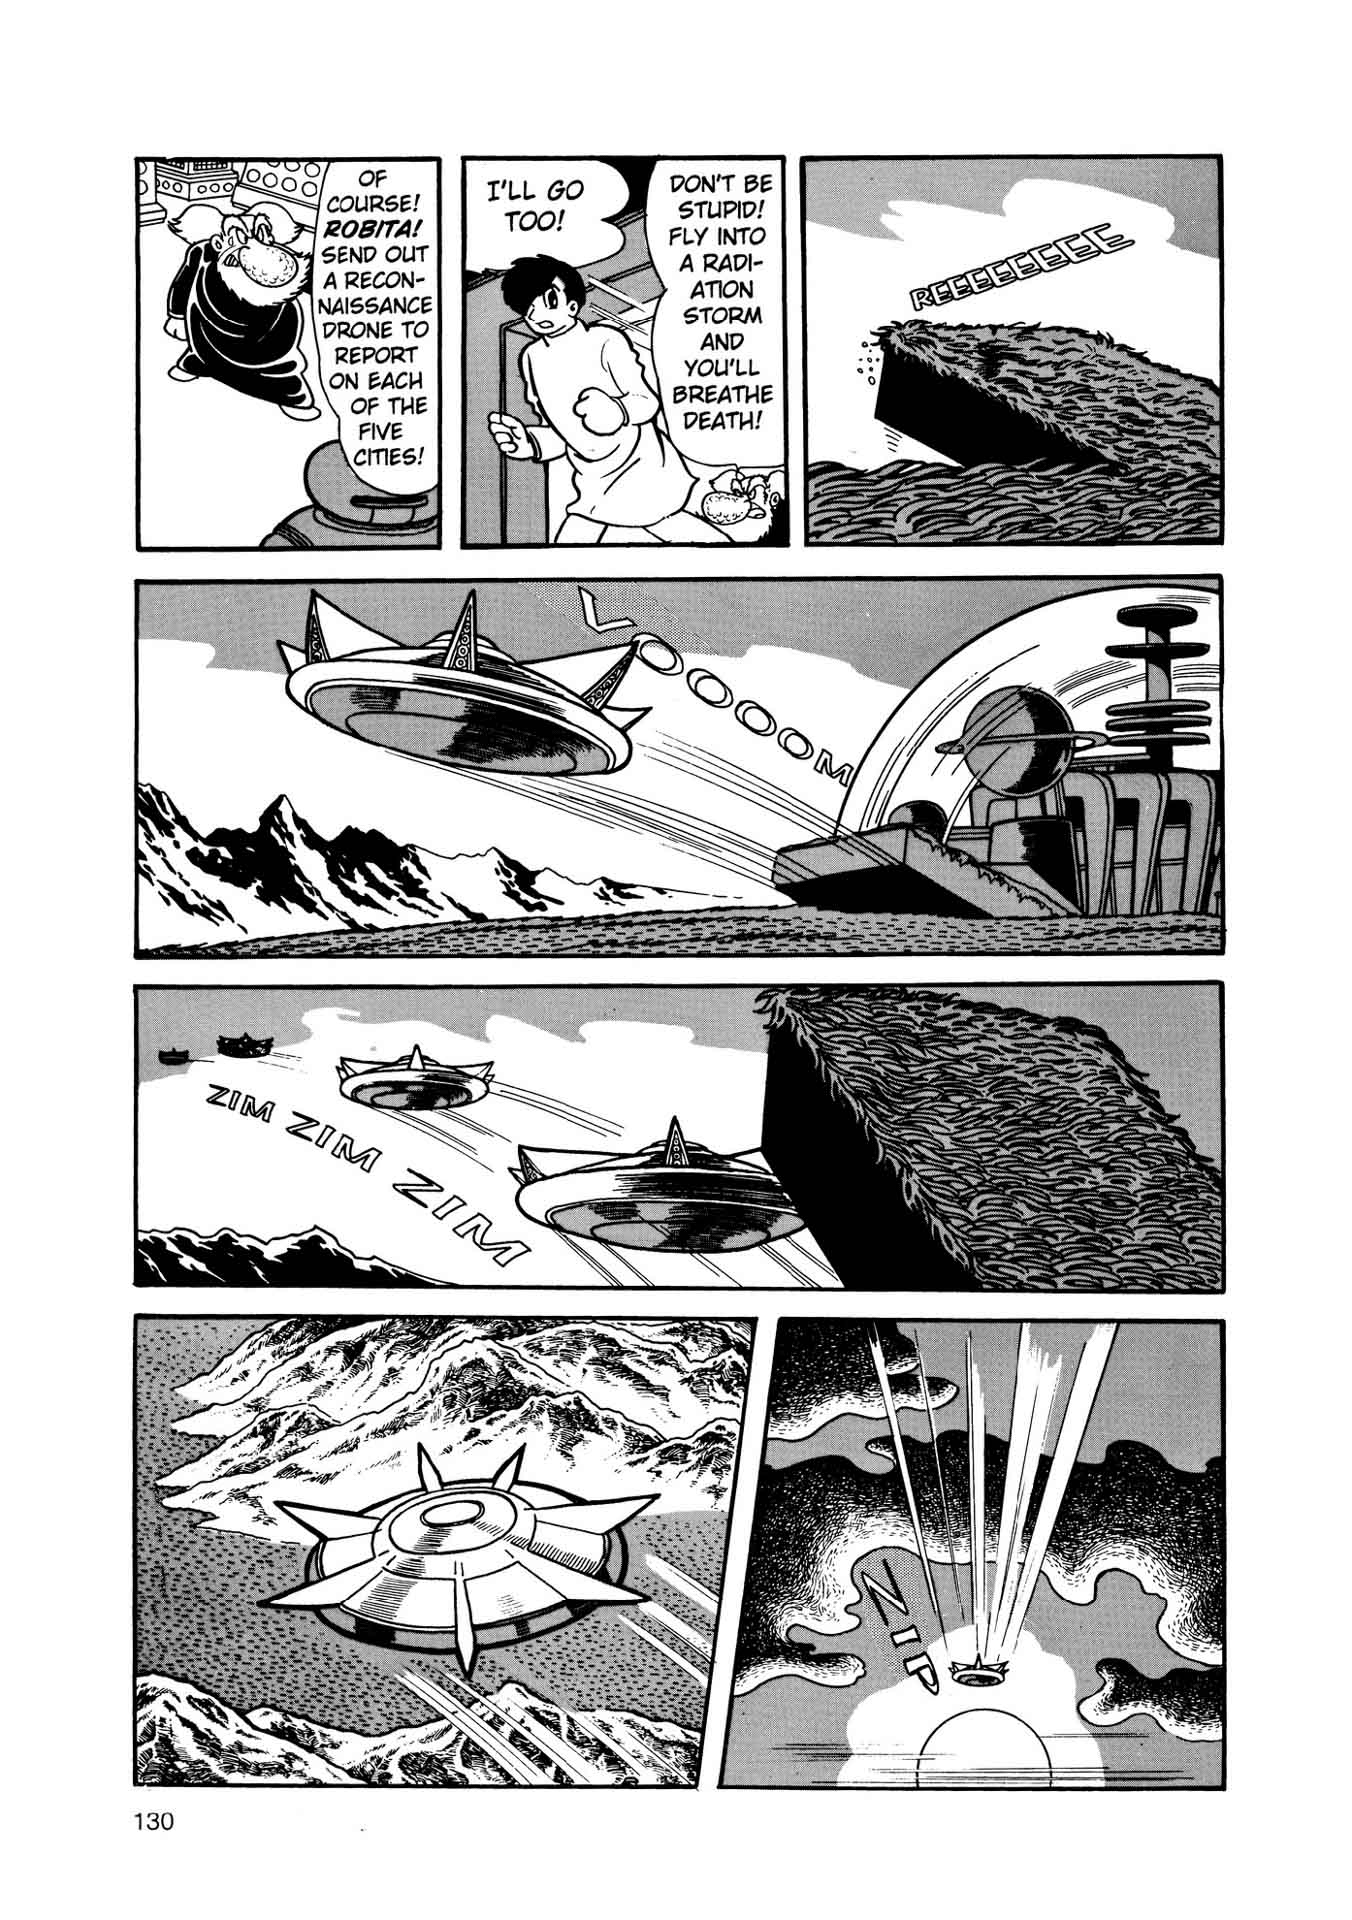 OF
COURSE!
ROBITA!
SEND OUT
A RECON-
NAISSANCE
DRONE TO
REPORT
ON EACH
OF THE
FIVE
CITIES!
I'LL GO
TOO!
DON'T BE
STUPID!
FLY INTO
A RADI-
ATION
STORM
AND
YOU'LL
BREATHE
DEATH!
REEEEEEEE
LOOOOM
ZIM ZIM ZIM
ZIP
130